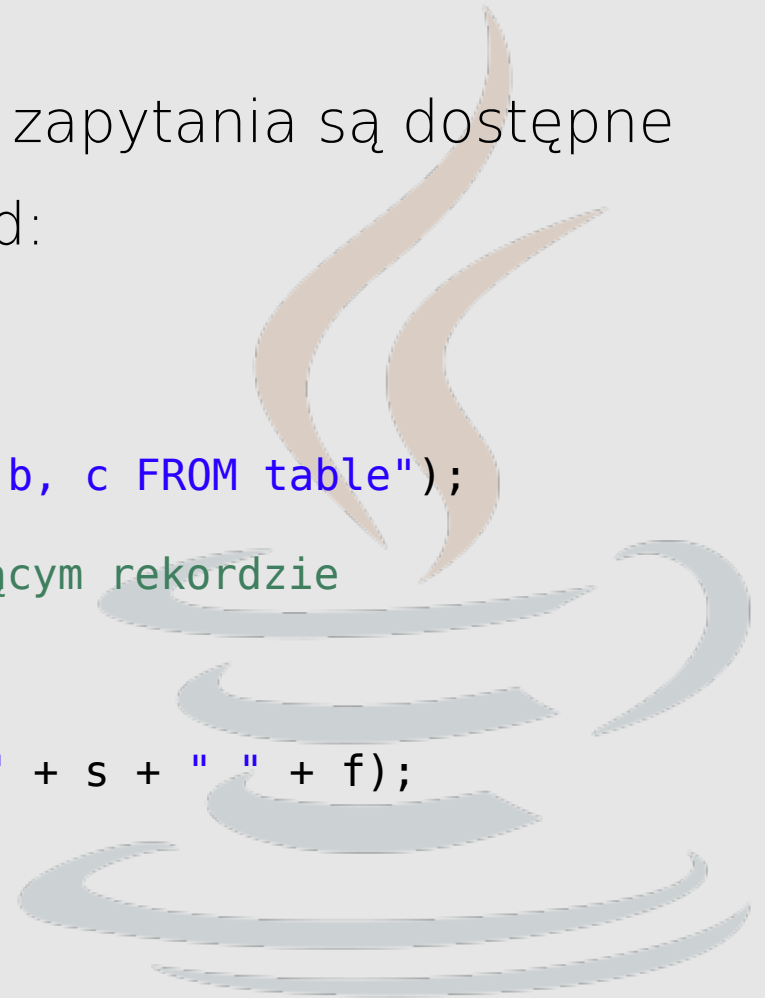 zapytania są dostępne
d:
b, c FROM table");
ącym rekordzie
" + s + " " + f);